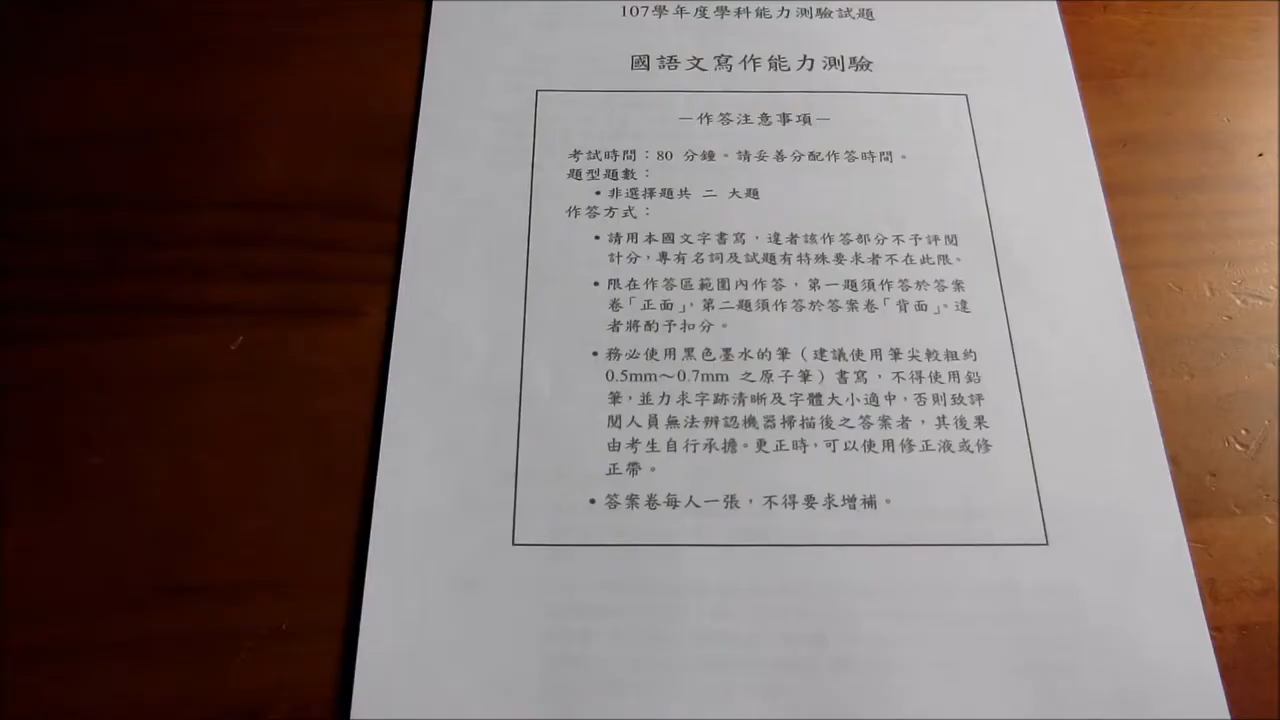 107學年度學科能力測驗試題
國語文寫作能力測驗
－作答注意事項－
考試時間：80 分鐘。請妥善分配作答時間。
題型題數：
•非選擇題共 二 大題
作答方式：
•請用本國文字書寫，違者該作答部分不予評閱
計分，專有名詞及試題有特殊要求者不在此限。
•限在作答區範圍內作答，第一題須作答於答案
卷「正面」，第二題須作答於答案卷「背面」。違
者將酌予扣分。
•務必使用黑色墨水的筆（建議使用筆尖較粗約
0.5mm～0.7mm 之原子筆）書寫，不得使用鉛
筆，並力求字跡清晰及字體大小適中，否則致評
閱人員無法辨認機器掃描後之答案者，其後果
由考生自行承擔。更正時，可以使用修正液或修
正帶。
•答案卷每人一張，不得要求增補。